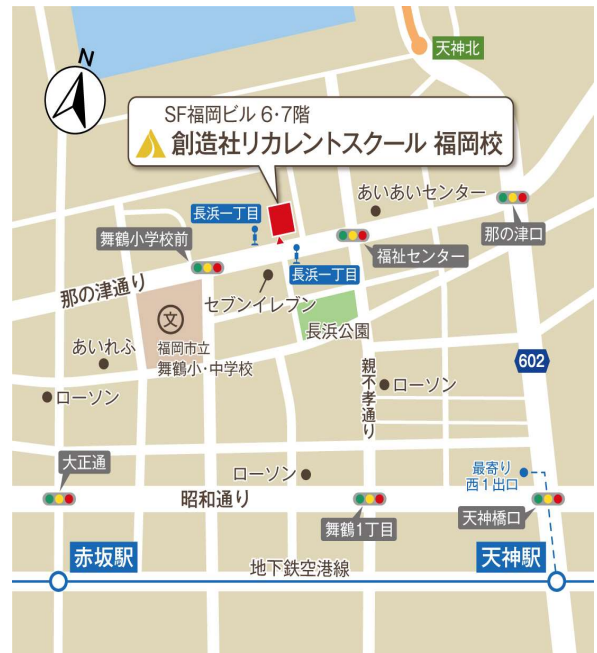 N
天神北
SF福岡ビル 6・7階
創造社リカレントスクール 福岡校
あいあいセンター
長浜一丁目
那の津口
舞鶴小学校前
福祉センター
長浜一丁目
那の津通り
セブンイレブン
長浜公園
文
福岡市立
舞鶴小・中学校
あいれふ
602
親不孝通り
ローソン
ローソン
大正通
ローソン
最寄り
西1出口
昭和通り
舞鶴1丁目
天神橋口
赤坂駅
地下鉄空港線
天神駅